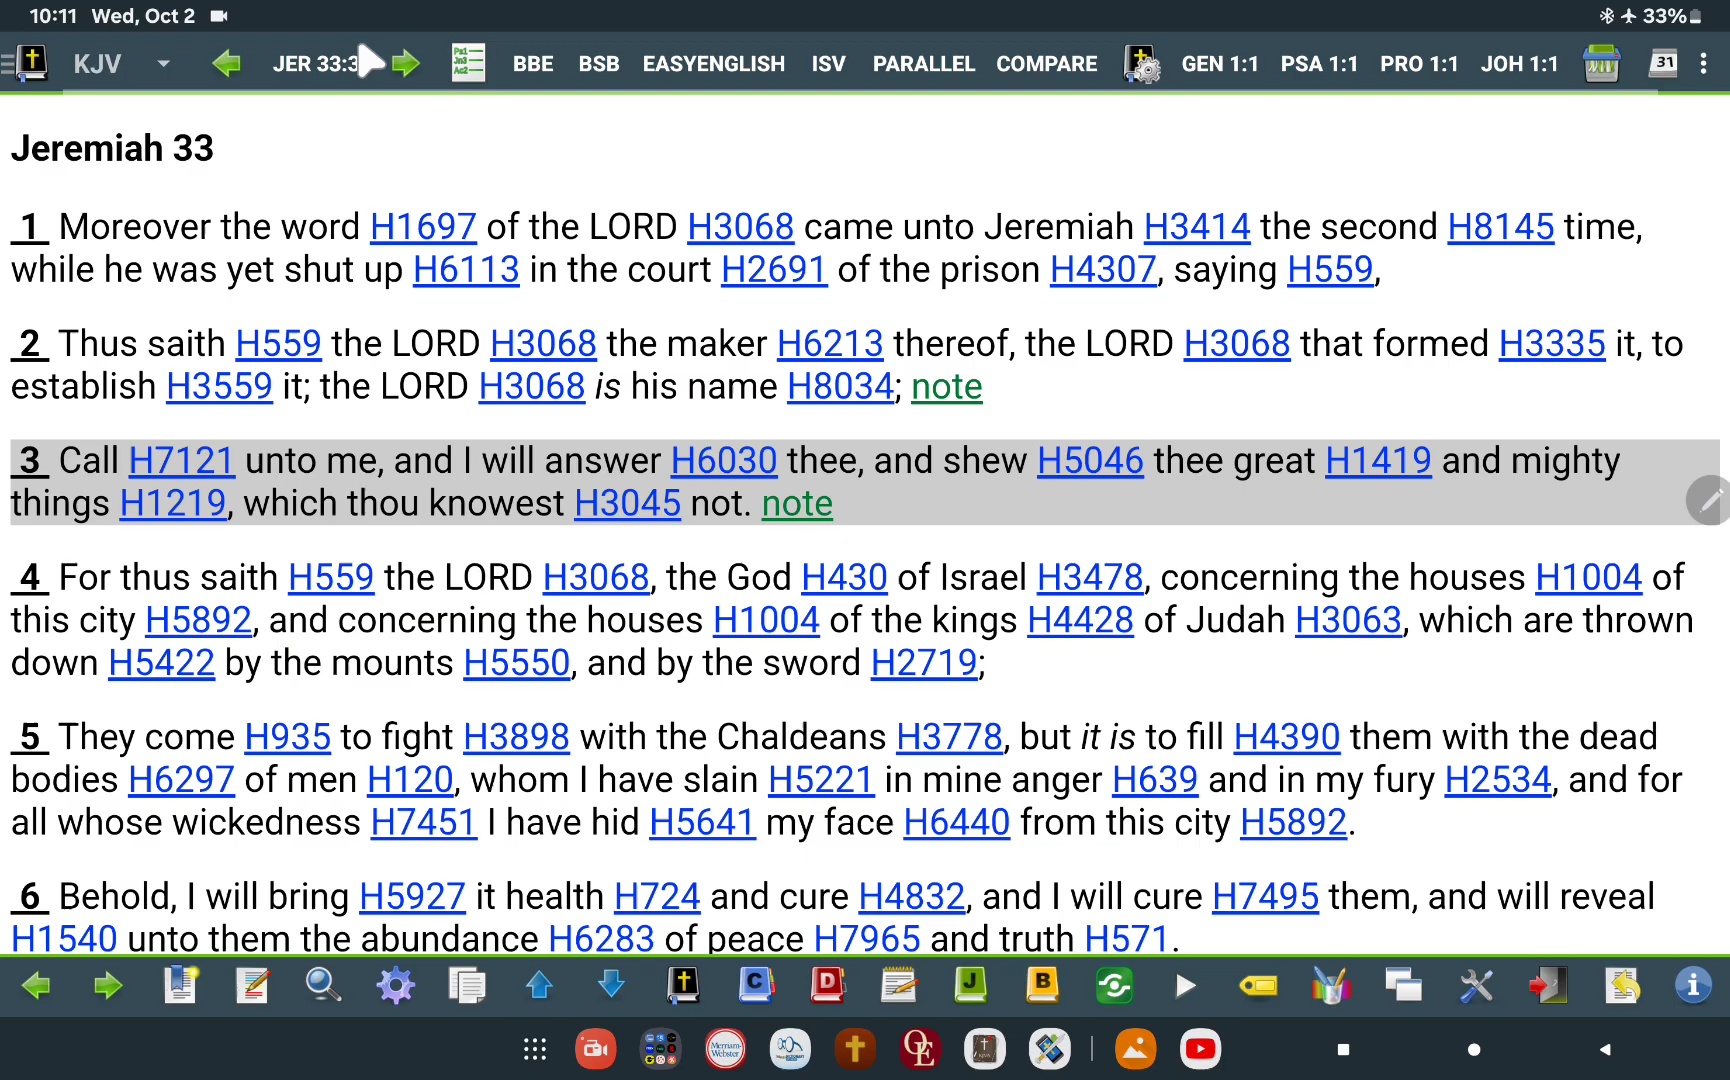 10:11 Wed, Oct 2 33%
KJV JER 33:3 BBE BSB EASYENGLISH ISV PARALLEL COMPARE GEN 1:1 PSA 1:1 PRO 1:1 JOH 1:1 31
Jeremiah 33
1 Moreover the word H1697 of the LORD H3068 came unto Jeremiah H3414 the second H8145 time,
while he was yet shut up H6113 in the court H2691 of the prison H4307, saying H559,
2 Thus saith H559 the LORD H3068 the maker H6213 thereof, the LORD H3068 that formed H3335 it, to
establish H3559 it; the LORD H3068 is his name H8034; note
3 Call H7121 unto me, and I will answer H6030 thee, and shew H5046 thee great H1419 and mighty
things H1219, which thou knowest H3045 not. note
4 For thus saith H559 the LORD H3068, the God H430 of Israel H3478, concerning the houses H1004 of
this city H5892, and concerning the houses H1004 of the kings H4428 of Judah H3063, which are thrown
down H5422 by the mounts H5550, and by the sword H2719;
5 They come H935 to fight H3898 with the Chaldeans H3778, but it is to fill H4390 them with the dead
bodies H6297 of men H120, whom I have slain H5221 in mine anger H639 and in my fury H2534, and for
all whose wickedness H7451 I have hid H5641 my face H6440 from this city H5892.
6 Behold, I will bring H5927 it health H724 and cure H4832, and I will cure H7495 them, and will reveal
H1540 unto them the abundance H6283 of peace H7965 and truth H571.
C D J B
Merriam-Webster OE